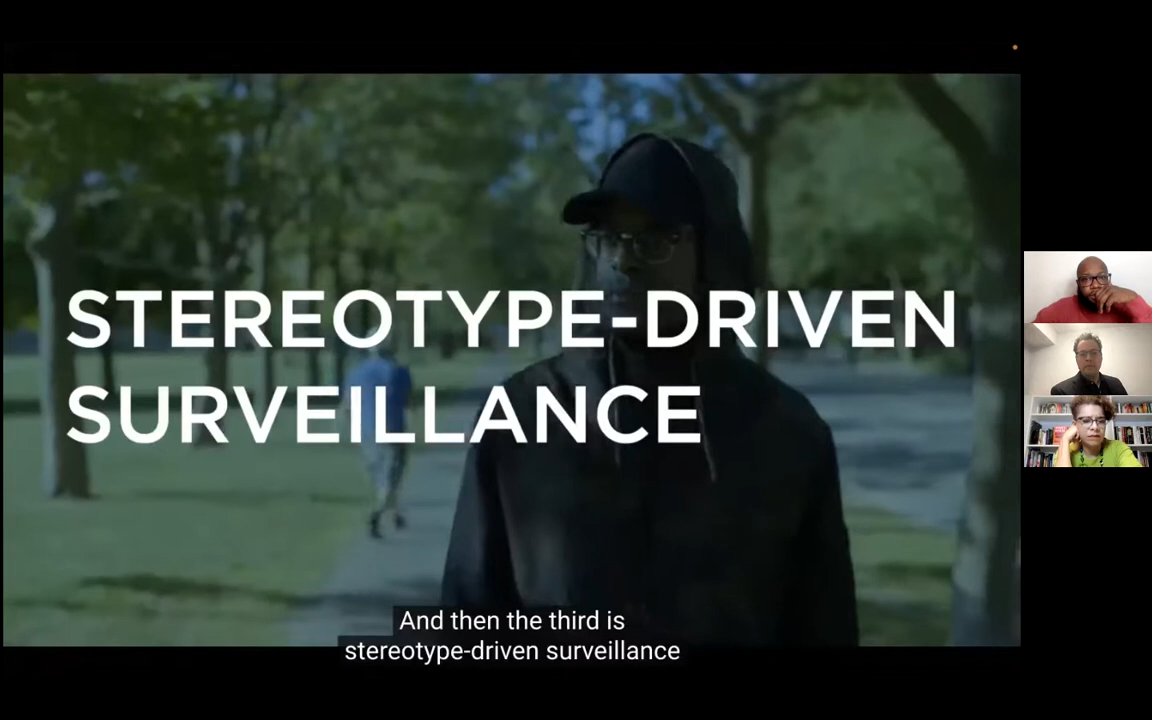 STEREOTYPE-DRIVEN
SURVEILLANCE
And then the third is
stereotype-driven surveillance